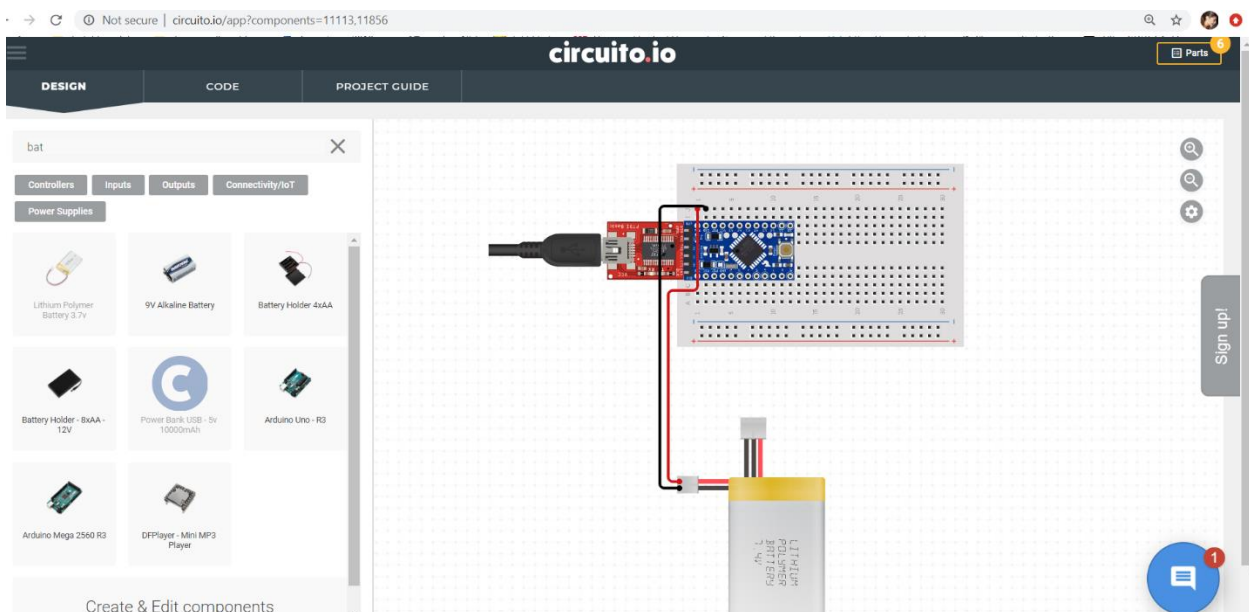 Not secure | circuito.io/app?components=11113,11856
circuito.io
Parts
6
DESIGN
CODE
PROJECT GUIDE
bat
Controllers
Inputs
Outputs
Connectivity/IoT
Power Supplies
Lithium Polymer
Battery 3.7v
9V Alkaline Battery
Battery Holder 4xAA
Battery Holder - 8xAA -
12V
Power Bank USB - 5v
10000mAh
Arduino Uno - R3
Arduino Mega 2560 R3
DFPlayer - Mini MP3
Player
Create & Edit components
LITHIUM
POLYMER
BATTERY
7.4V
Sign up!
1